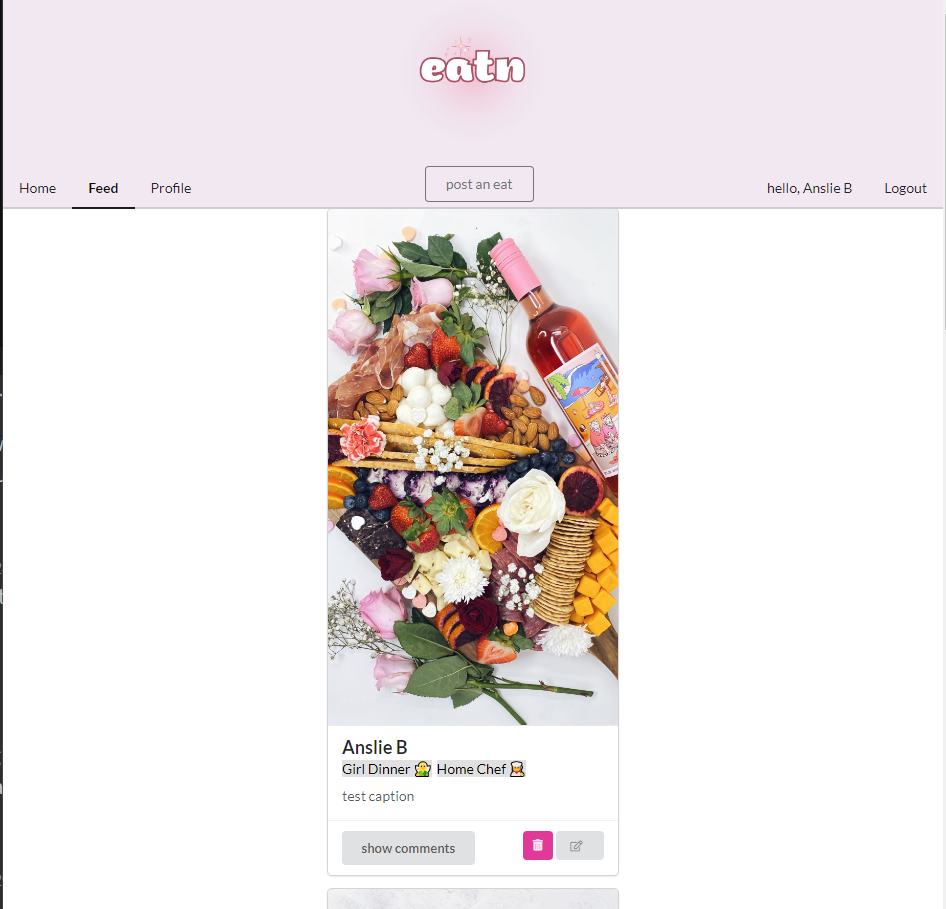 eatn
Home Feed Profile post an eat hello, Anslie B Logout
Anslie B
Girl Dinner Home Chef
test caption
show comments